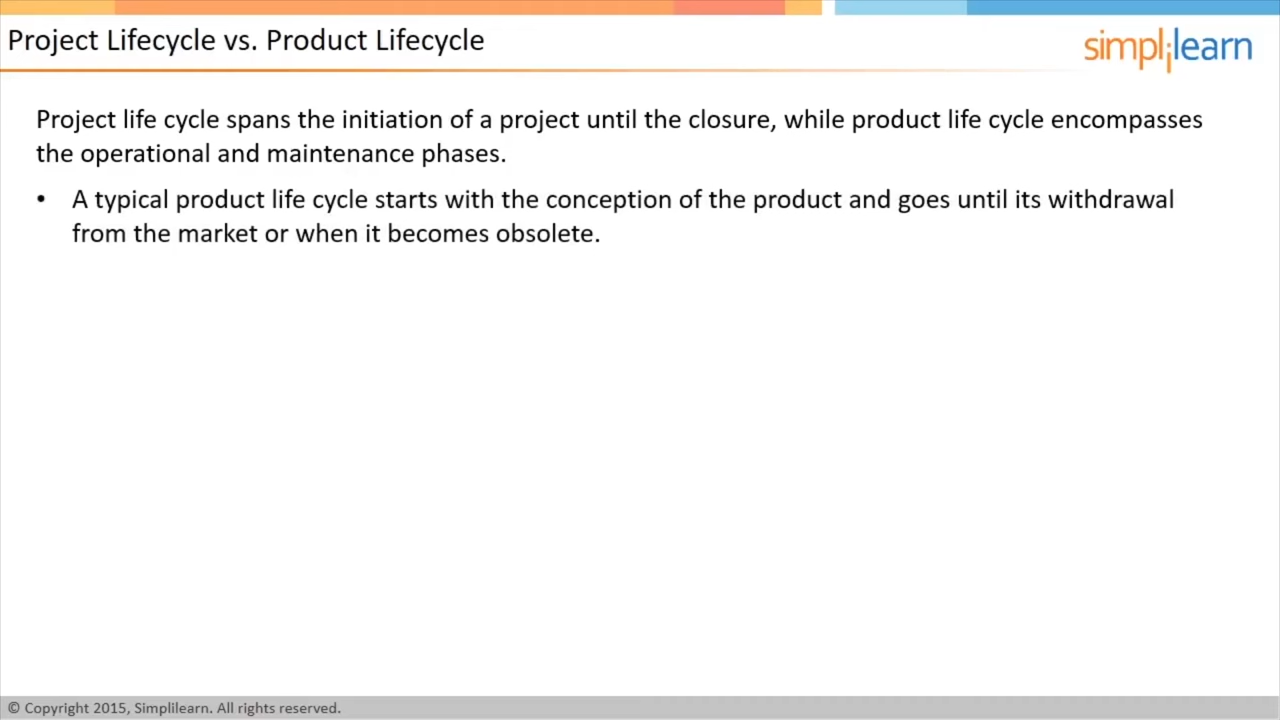 Project Lifecycle vs. Product Lifecycle
simplilearn
Project life cycle spans the initiation of a project until the closure, while product life cycle encompasses
the operational and maintenance phases.
• A typical product life cycle starts with the conception of the product and goes until its withdrawal
from the market or when it becomes obsolete.
© Copyright 2015, Simplilearn. All rights reserved.